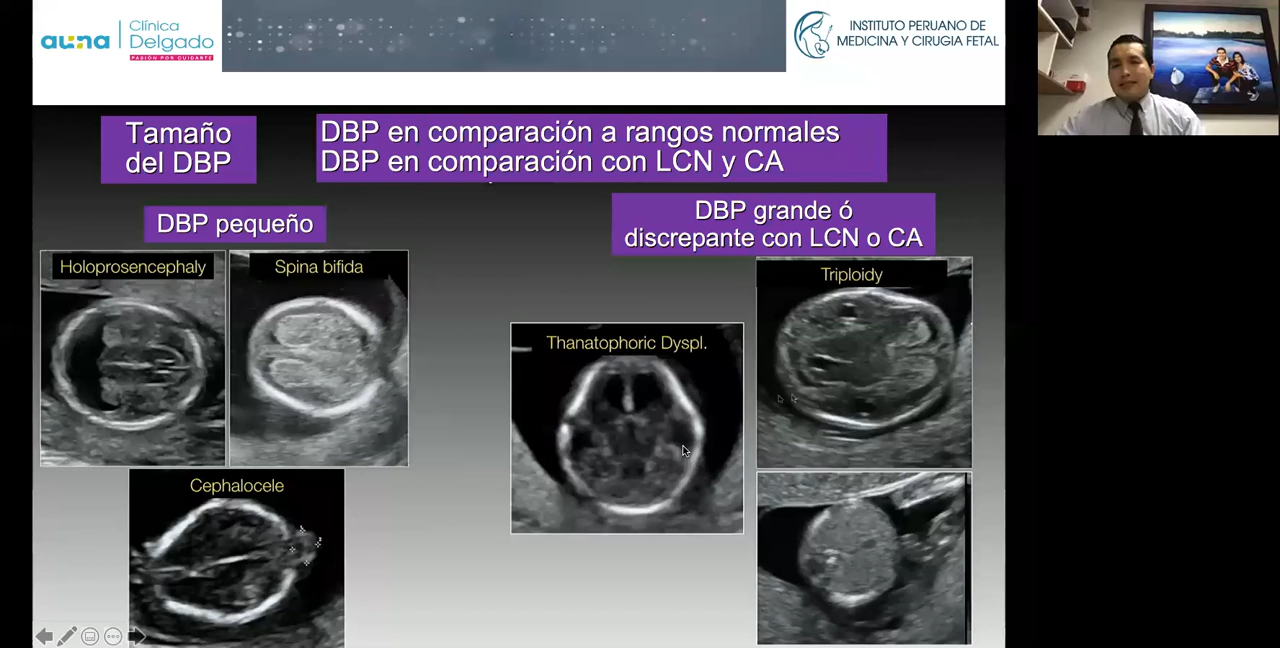 auna
Clínica
Delgado
PASIÓN POR CUIDARTE
INSTITUTO PERUANO DE
MEDICINA Y CIRUGIA FETAL
Tamaño
del DBP
DBP en comparación a rangos normales
DBP en comparación con LCN y CA
DBP pequeño
DBP grande ó
discrepante con LCN o CA
Holoprosencephaly
Spina bifida
Triploidy
Thanatophoric Dyspl.
Cephalocele